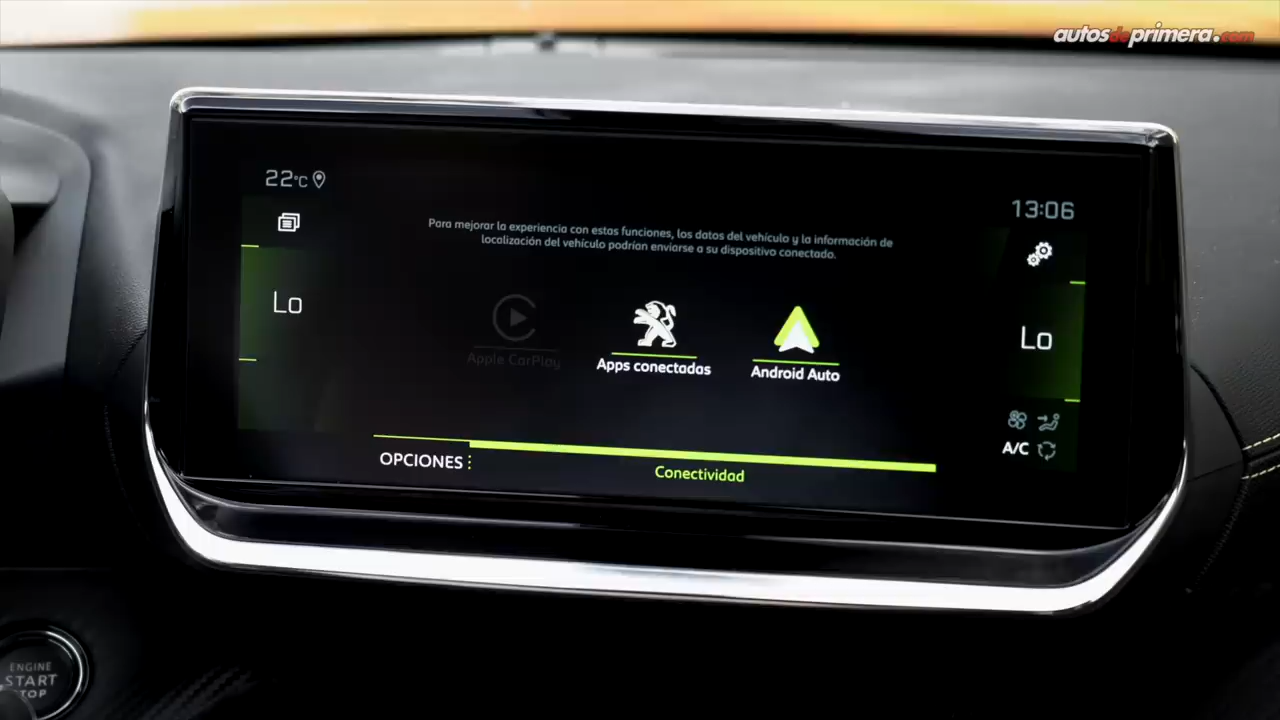 autosdeprimera.com
22°C
13:06
Para mejorar la experiencia con estas funciones, los datos del vehículo y la información de
localización del vehículo podrían enviarse a su dispositivo conectado.
Lo
Lo
Apple CarPlay
Apps conectadas
Android Auto
A/C
OPCIONES
Conectividad
ENGINE
START
STOP